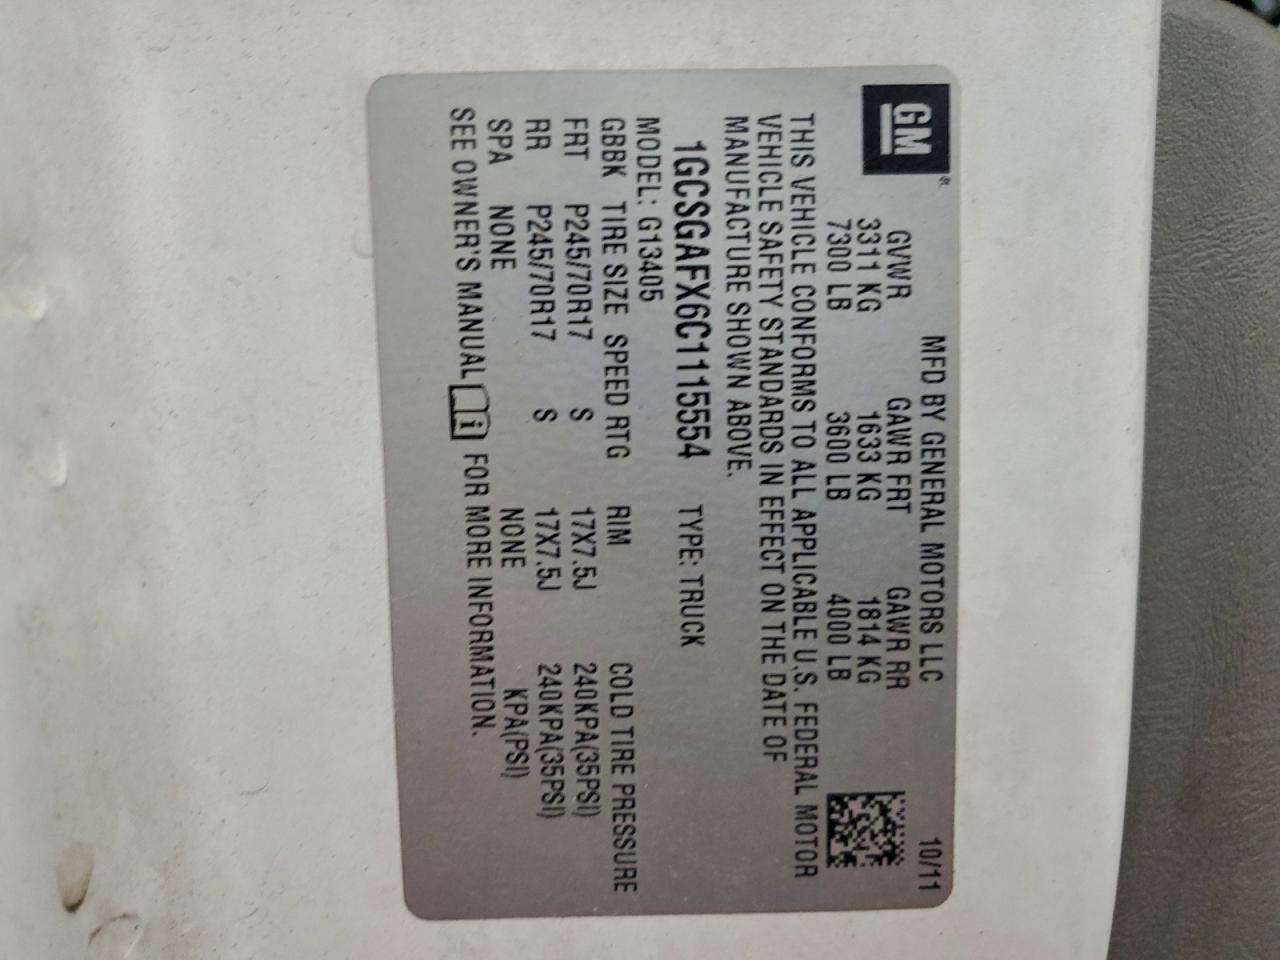 GM
MFD BY GENERAL MOTORS LLC 10/11
GVWR GAWR FRT GAWR RR
3311 KG 1633 KG 1814 KG
7300 LB 3600 LB 4000 LB
THIS VEHICLE CONFORMS TO ALL APPLICABLE U.S. FEDERAL MOTOR
VEHICLE SAFETY STANDARDS IN EFFECT ON THE DATE OF
MANUFACTURE SHOWN ABOVE.
1GCSGAFX6C1115554 TYPE: TRUCK
MODEL: G13405
GBBK TIRE SIZE SPEED RTG RIM COLD TIRE PRESSURE
FRT P245/70R17 S 17X7.5J 240KPA(35PSI)
RR P245/70R17 S 17X7.5J 240KPA(35PSI)
SPA NONE NONE KPA(PSI)
SEE OWNER'S MANUAL i FOR MORE INFORMATION.